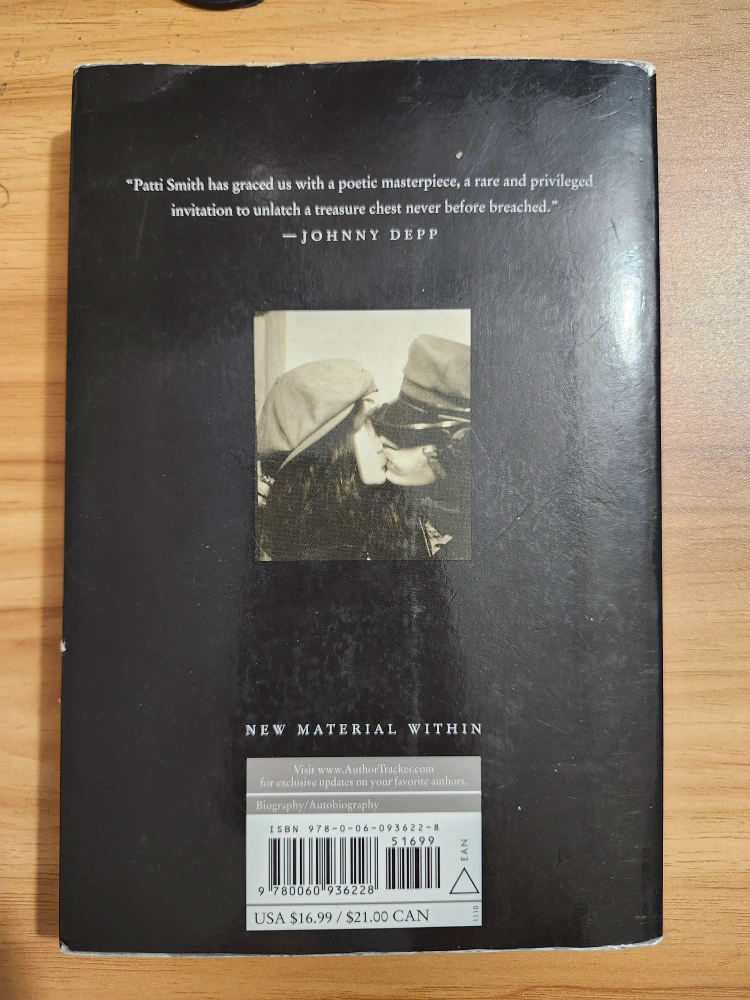 “Patti Smith has graced us with a poetic masterpiece, a rare and privileged
invitation to unlatch a treasure chest never before breached.”
—JOHNNY DEPP
NEW MATERIAL WITHIN
Visit www.AuthorTracker.com
for exclusive updates on your favorite authors.
Biography/Autobiography
ISBN 978-0-06-093622-8
51699
EAN
9 780060 936228
USA $16.99 / $21.00 CAN
1110